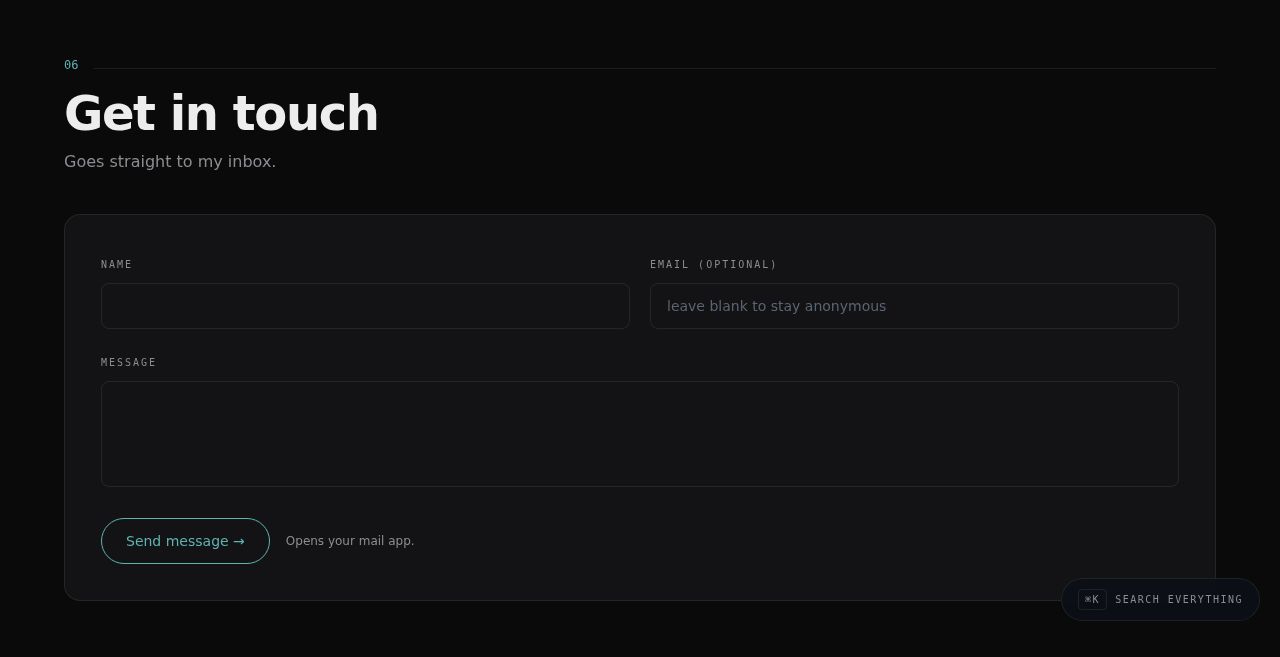 06
Get in touch
Goes straight to my inbox.
NAME
EMAIL (OPTIONAL)
leave blank to stay anonymous
MESSAGE
Send message →
Opens your mail app.
⌘K SEARCH EVERYTHING